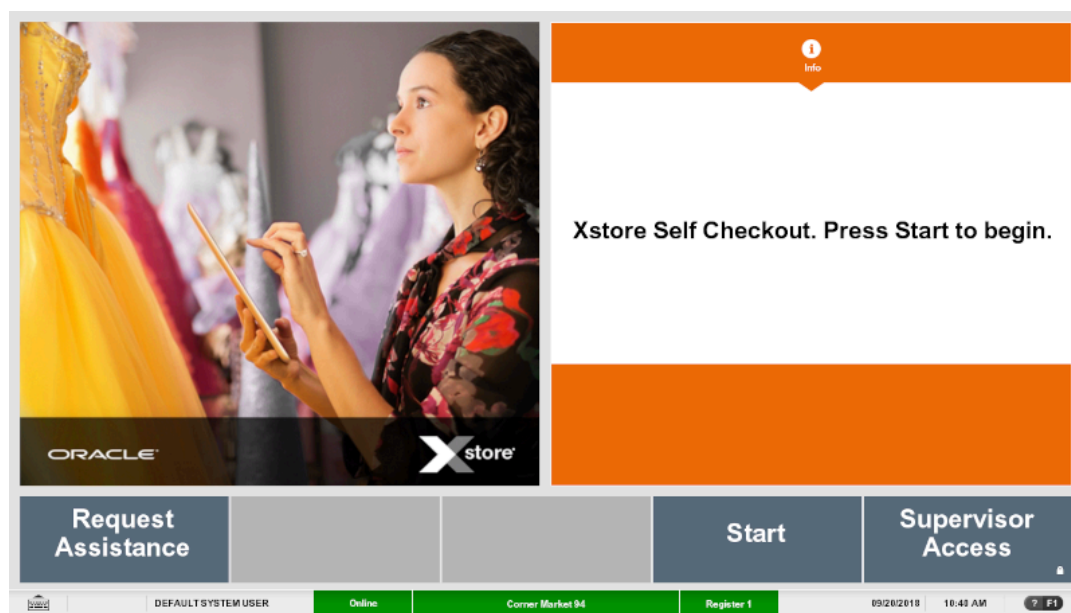 Info
Xstore Self Checkout. Press Start to begin.
ORACLE
Xstore
Request
Assistance
Start
Supervisor
Access
DEFAULT SYSTEM USER
Online
Corner Market 94
Register 1
09/20/2018
10:48 AM
? F1